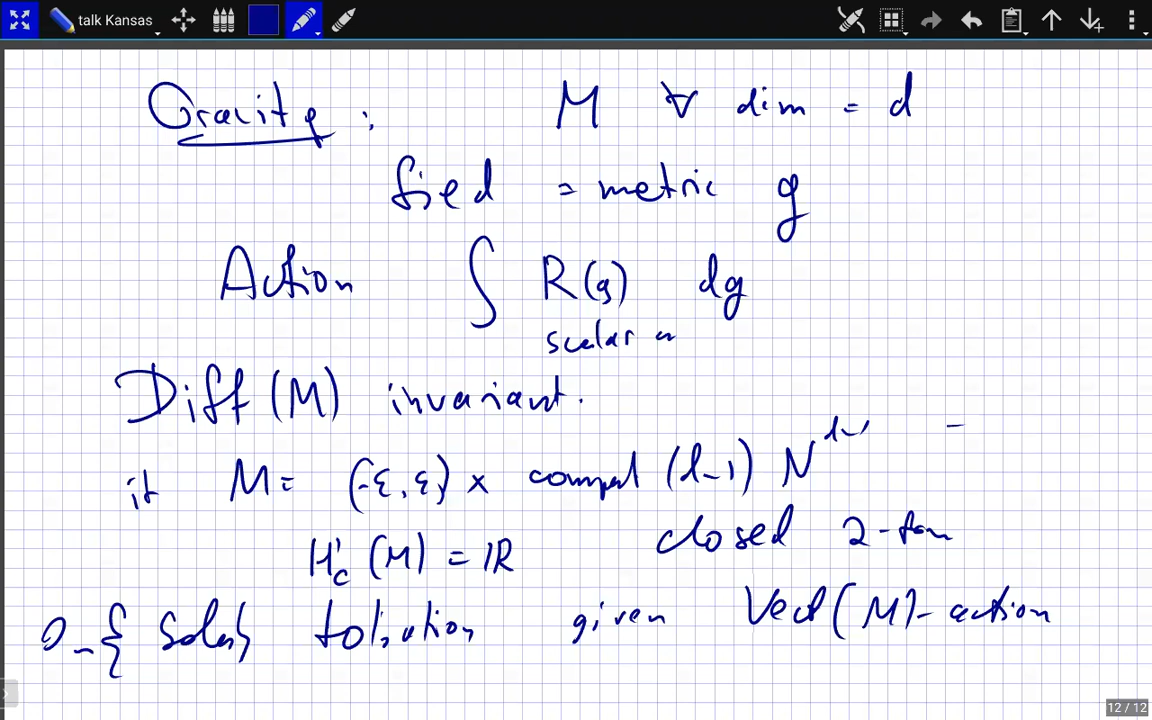 talk Kansas
Gravity : M ∀ dim = d
field = metric g
Action ∫ R(g) dg
scalar
Diff (M) invariant.
if M = (-ε, ε) × compact (d-1) N
H¹c (M) = ℝ closed 2-form
foliation given Vect(M)-action
12 / 12